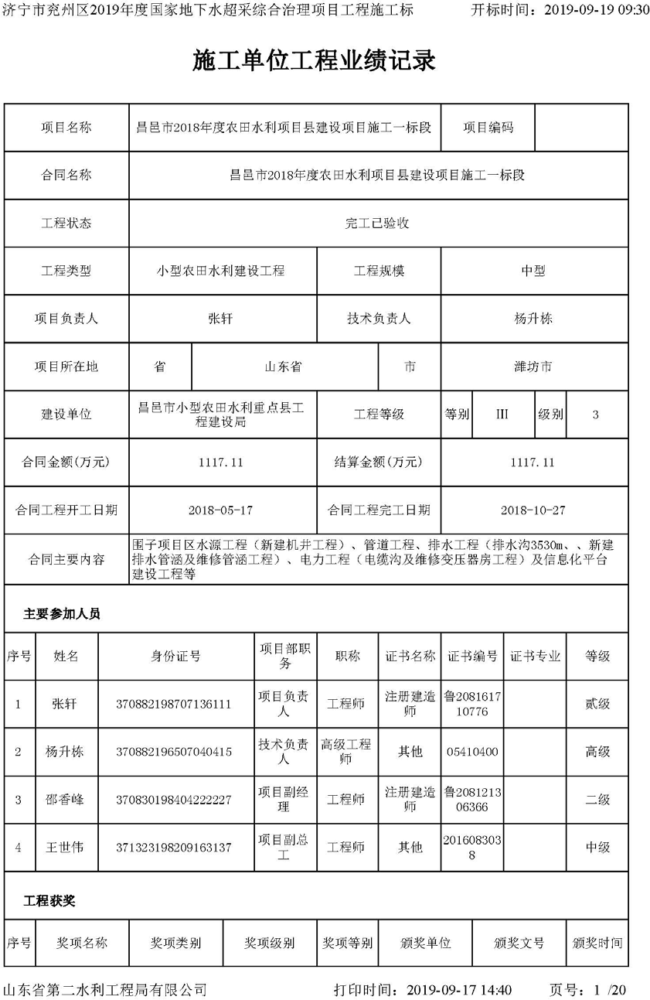 济宁市兖州区2019年度国家地下水超采综合治理项目工程施工标 开标时间：2019-09-19 09:30
施工单位工程业绩记录
项目名称 昌邑市2018年度农田水利项目县建设项目施工一标段 项目编码
合同名称 昌邑市2018年度农田水利项目县建设项目施工一标段
工程状态 完工已验收
工程类型 小型农田水利建设工程 工程规模 中型
项目负责人 张轩 技术负责人 杨升栋
项目所在地 省 山东省 市 潍坊市
建设单位 昌邑市小型农田水利重点县工
程建设局 工程等级 等别 III 级别 3
合同金额(万元) 1117.11 结算金额(万元) 1117.11
合同工程开工日期 2018-05-17 合同工程完工日期 2018-10-27
合同主要内容 围子项目区水源工程（新建机井工程）、管道工程、排水工程（排水沟3530m、、新建
排水管涵及维修管涵工程）、电力工程（电缆沟及维修变压器房工程）及信息化平台
建设工程等
主要参加人员
序号 姓名 身份证号 项目部职
务 职称 证书名称 证书编号 证书专业 等级
1 张轩 370882198707136111 项目负责
人 工程师 注册建造
师 鲁2081617
10776 贰级
2 杨升栋 370882196507040415 技术负责
人 高级工程
师 其他 05410400 高级
3 邵香峰 370830198404222227 项目副经
理 工程师 注册建造
师 鲁2081213
06366 二级
4 王世伟 371323198209163137 项目副总
工 工程师 其他 201608303
8 中级
工程获奖
序号 奖项名称 奖项类别 奖项级别 奖项等别 颁奖单位 颁奖文号 颁奖时间
山东省第二水利工程局有限公司 打印时间：2019-09-17 14:40 页号：1 /20